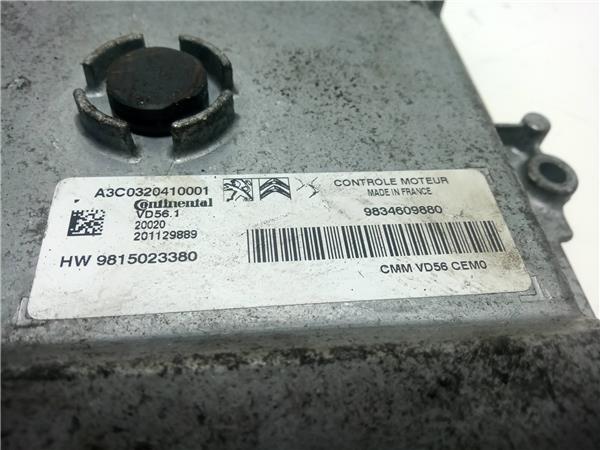 A3C0320410001
Continental
VD56.1
20020
201129889
HW 9815023380
CONTROLE MOTEUR
MADE IN FRANCE
9834609880
CMM VD56 CEM0